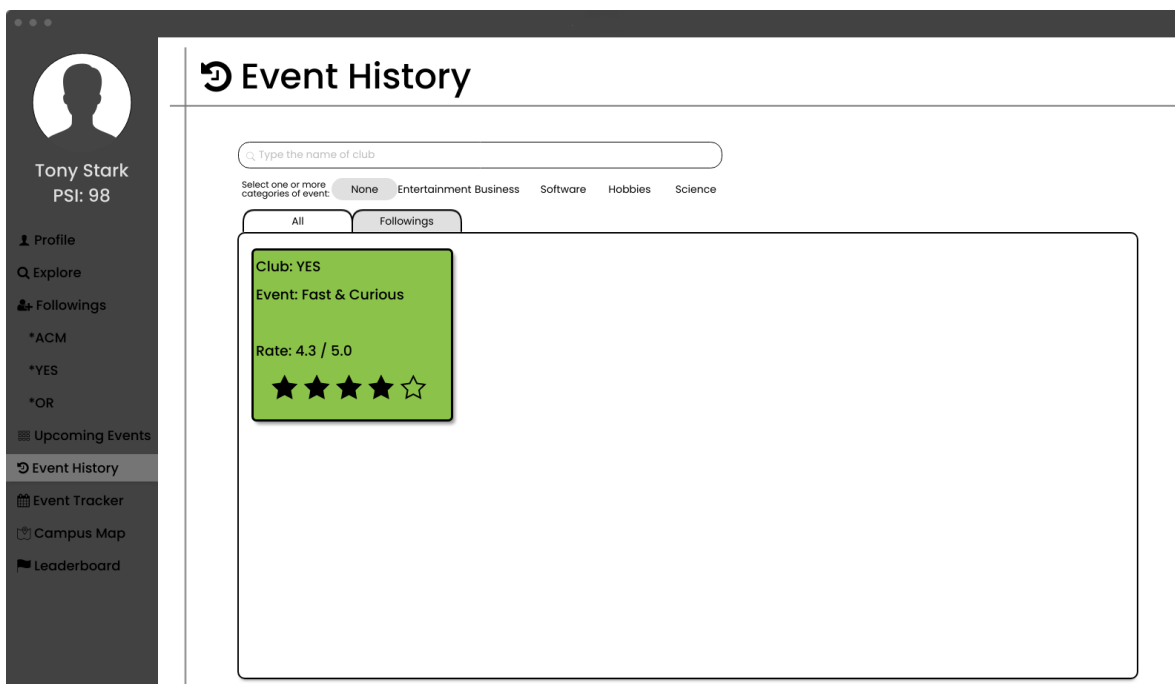 Event History
Tony Stark
PSI: 98
Profile
Explore
Followings
*ACM
*YES
*OR
Upcoming Events
Event History
Event Tracker
Campus Map
Leaderboard
Type the name of club
Select one or more
categories of event:
None Entertainment Business Software Hobbies Science
All Followings
Club: YES
Event: Fast & Curious
Rate: 4.3 / 5.0